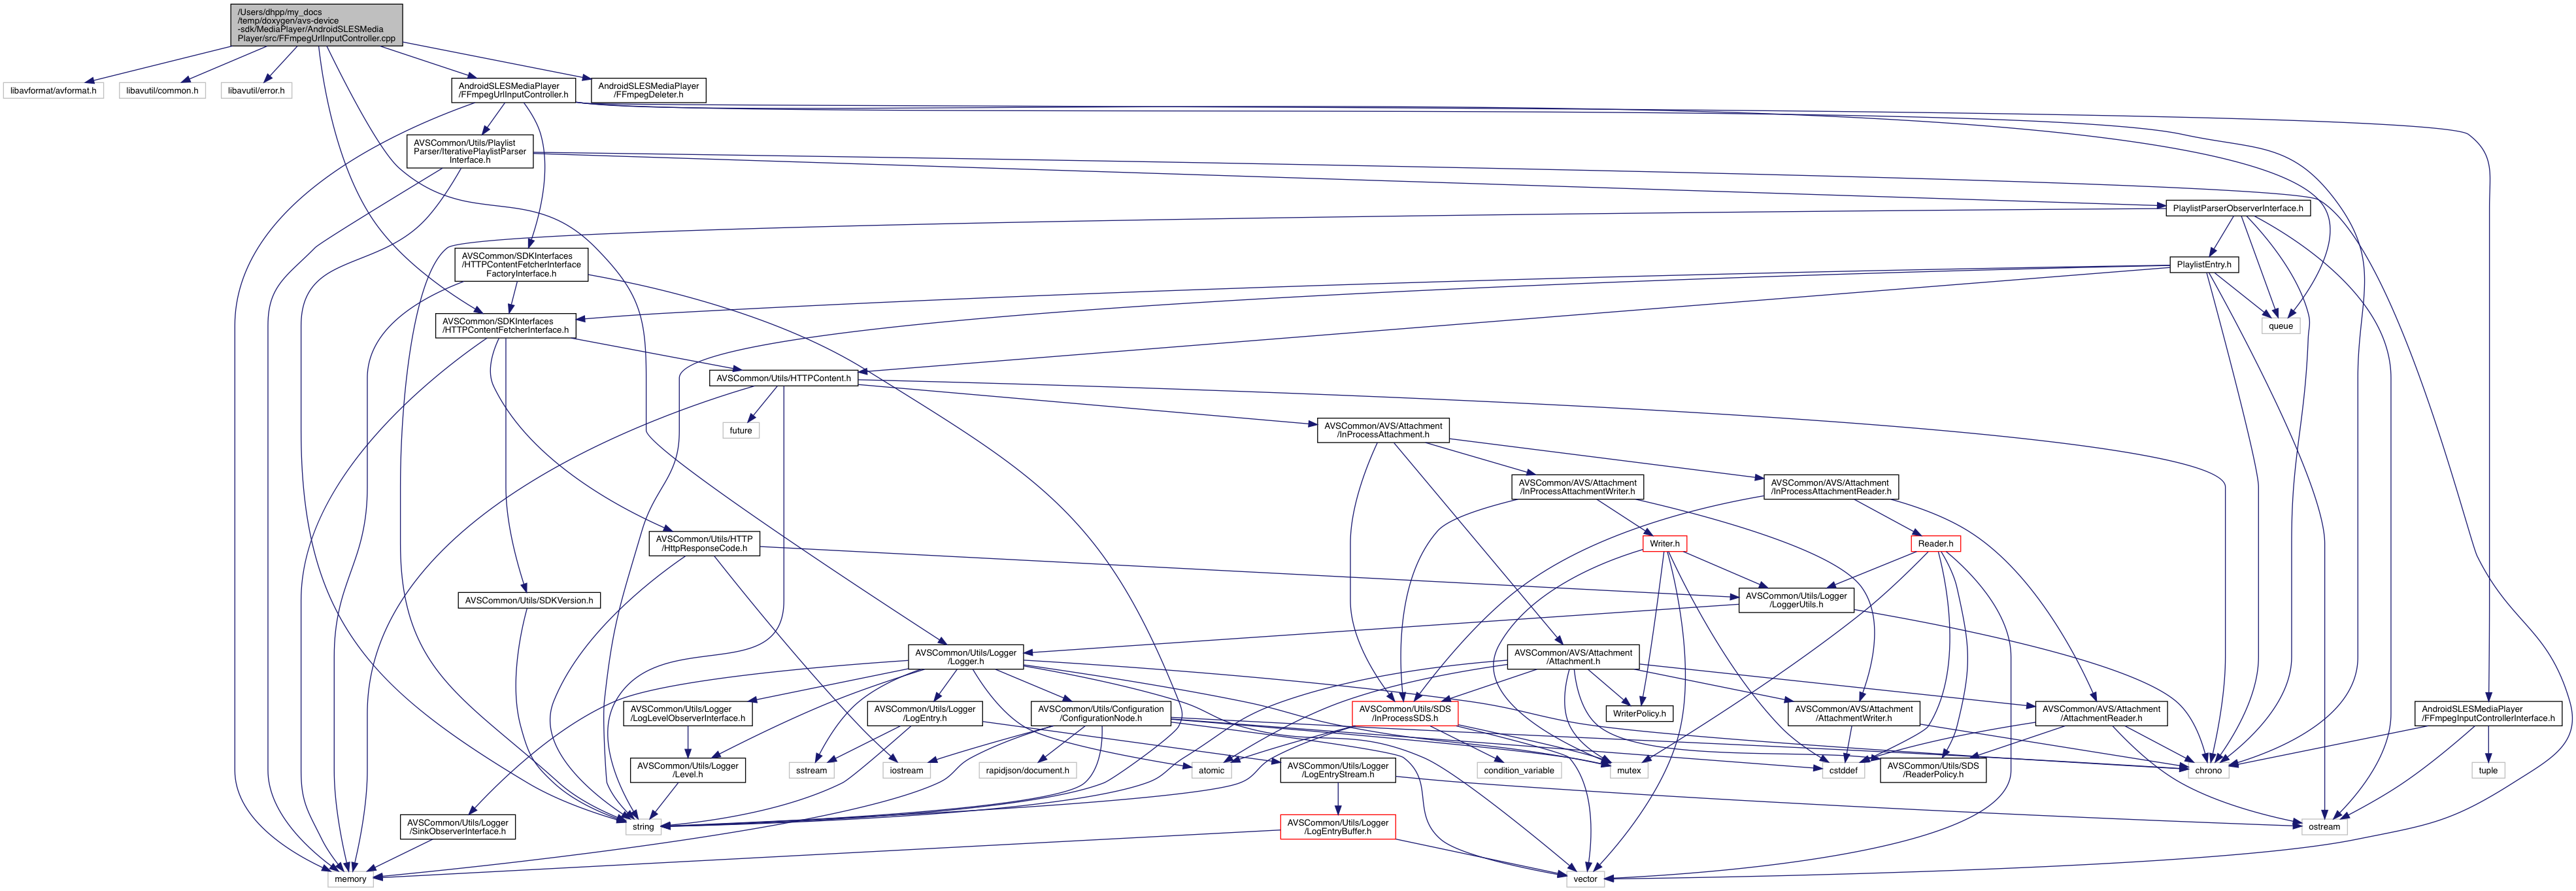 /Users/dhpp/my_docs
/temp/doxygen/avs-device
-sdk/MediaPlayer/AndroidSLESMedia
Player/src/FFmpegUrlInputController.cpp
libavformat/avformat.h
libavutil/common.h
libavutil/error.h
AndroidSLESMediaPlayer
/FFmpegUrlInputController.h
AndroidSLESMediaPlayer
/FFmpegDeleter.h
AVSCommon/Utils/Playlist
Parser/IterativePlaylistParser
Interface.h
PlaylistParserObserverInterface.h
AVSCommon/SDKInterfaces
/HTTPContentFetcherInterface
FactoryInterface.h
PlaylistEntry.h
AVSCommon/SDKInterfaces
/HTTPContentFetcherInterface.h
queue
AVSCommon/Utils/HTTPContent.h
future
AVSCommon/AVS/Attachment
/InProcessAttachment.h
AVSCommon/AVS/Attachment
/InProcessAttachmentWriter.h
AVSCommon/AVS/Attachment
/InProcessAttachmentReader.h
AVSCommon/Utils/HTTP
/HttpResponseCode.h
Writer.h
Reader.h
AVSCommon/Utils/SDKVersion.h
AVSCommon/Utils/Logger
/LoggerUtils.h
AVSCommon/Utils/Logger
/Logger.h
AVSCommon/AVS/Attachment
/Attachment.h
AVSCommon/Utils/Logger
/LogLevelObserverInterface.h
AVSCommon/Utils/Logger
/LogEntry.h
AVSCommon/Utils/Configuration
/ConfigurationNode.h
AVSCommon/Utils/SDS
/InProcessSDS.h
WriterPolicy.h
AVSCommon/AVS/Attachment
/AttachmentWriter.h
AVSCommon/AVS/Attachment
/AttachmentReader.h
AndroidSLESMediaPlayer
/FFmpegInputControllerInterface.h
AVSCommon/Utils/Logger
/Level.h
sstream
iostream
rapidjson/document.h
atomic
AVSCommon/Utils/Logger
/LogEntryStream.h
condition_variable
mutex
cstddef
AVSCommon/Utils/SDS
/ReaderPolicy.h
chrono
tuple
AVSCommon/Utils/Logger
/SinkObserverInterface.h
string
AVSCommon/Utils/Logger
/LogEntryBuffer.h
ostream
memory
vector